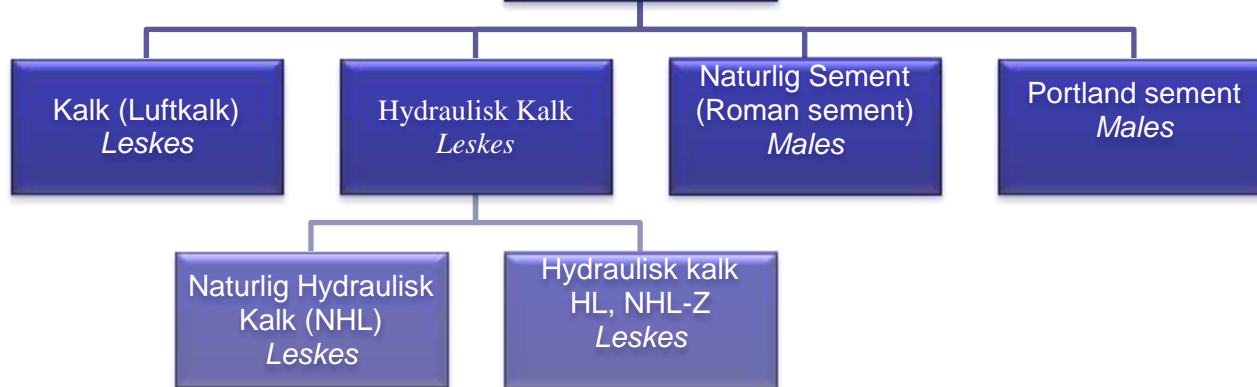 Kalk (Luftkalk)
Leskes
Hydraulisk Kalk
Leskes
Naturlig Sement
(Roman sement)
Males
Portland sement
Males
Naturlig Hydraulisk
Kalk (NHL)
Leskes
Hydraulisk kalk
HL, NHL-Z
Leskes